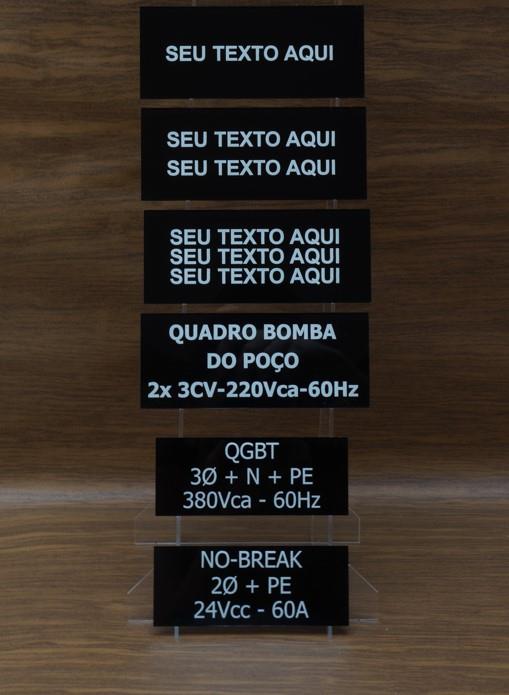 SEU TEXTO AQUI
SEU TEXTO AQUI
SEU TEXTO AQUI
SEU TEXTO AQUI
SEU TEXTO AQUI
SEU TEXTO AQUI
QUADRO BOMBA
DO POÇO
2x 3CV-220Vca-60Hz
QGBT
3Ø + N + PE
380Vca - 60Hz
NO-BREAK
2Ø + PE
24Vcc - 60A